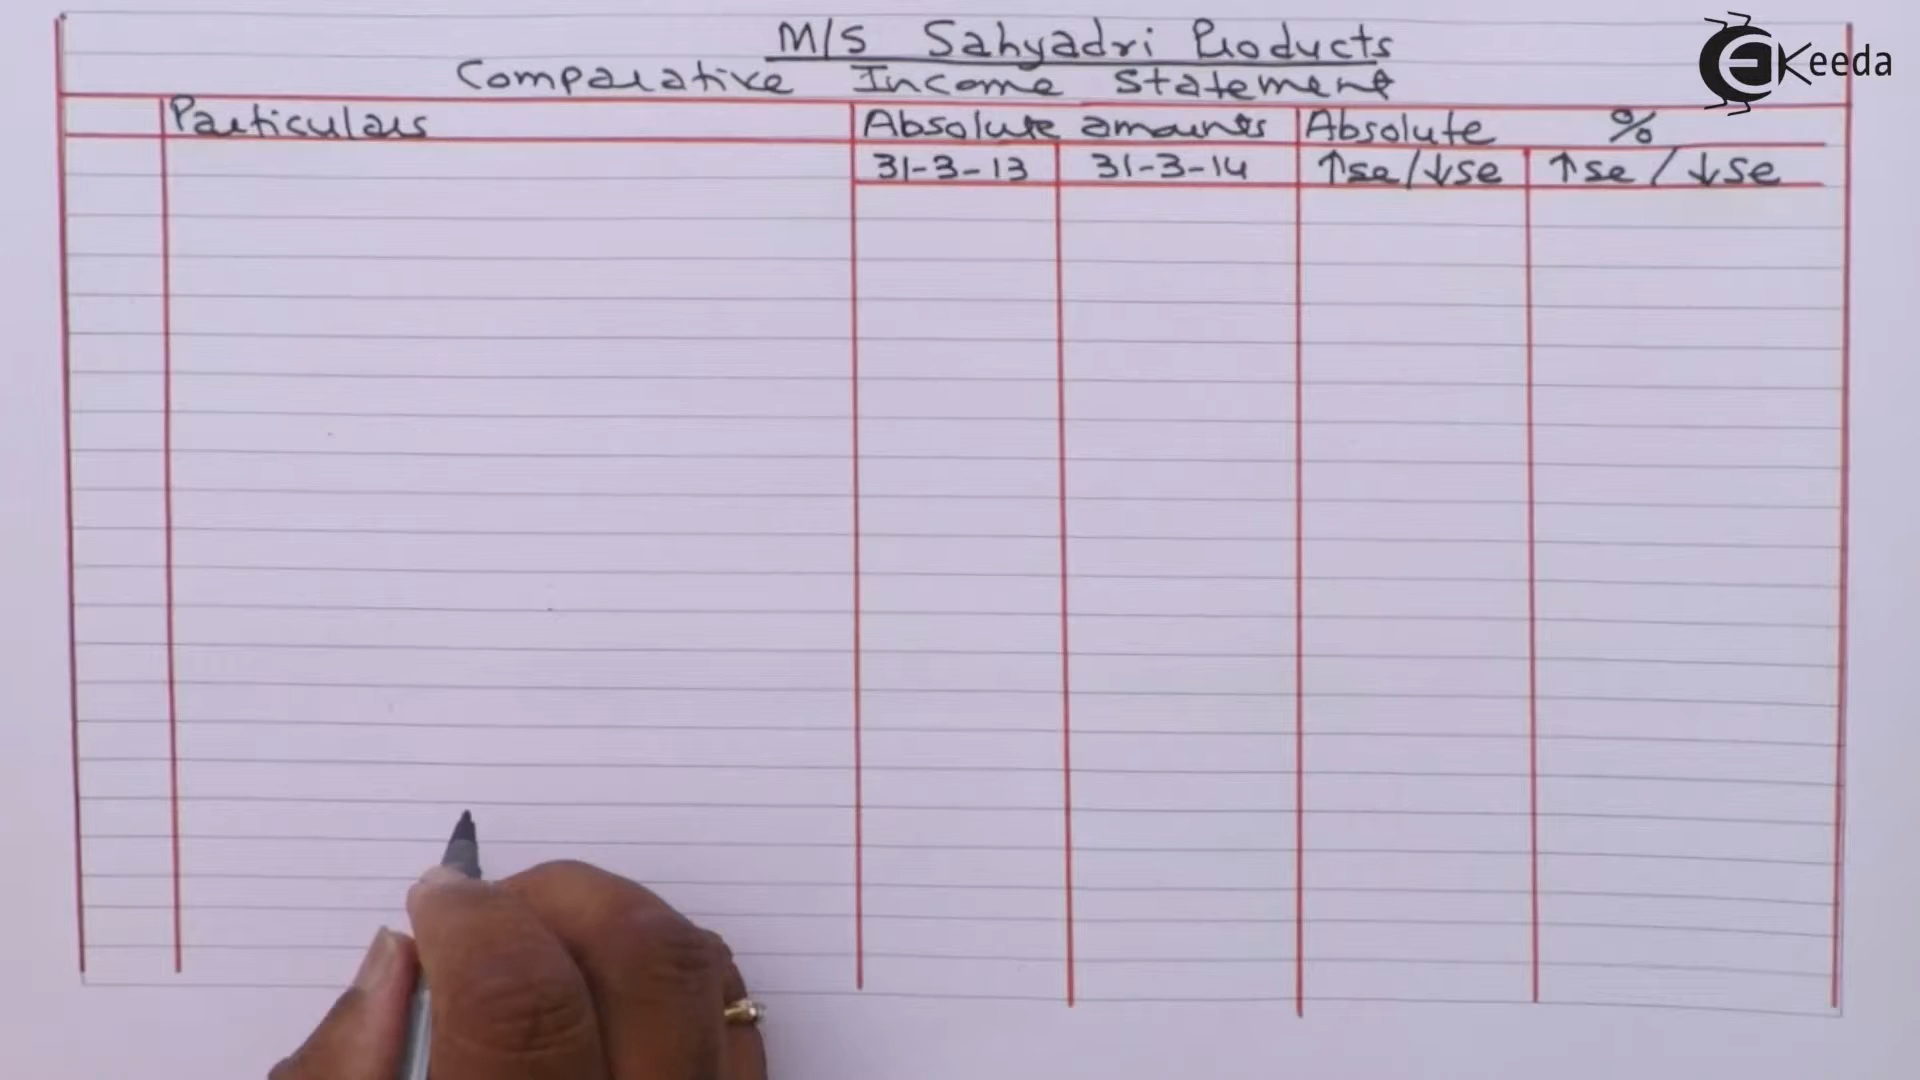 M/S Sahyadri Products
Comparative Income Statement
Particulars Absolute amounts Absolute %
31-3-13 31-3-14 ↑se/↓se ↑se / ↓se
eKeeda